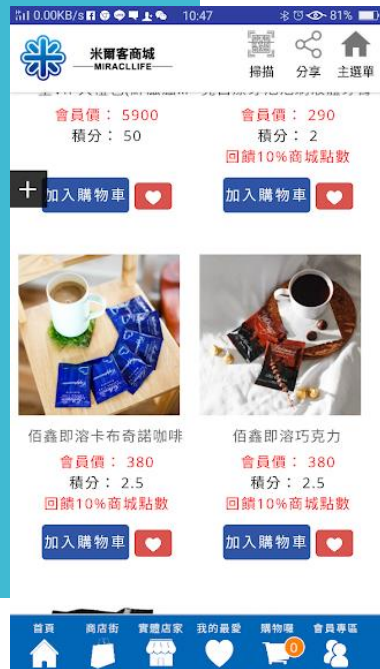 0.00KB/s
10:47
81%
米爾客商城
MIRACLLIFE
掃描
分享
主選單
會員價： 5900
積分： 50
加入購物車
會員價： 290
積分： 2
回饋10%商城點數
加入購物車
佰鑫即溶卡布奇諾咖啡
會員價： 380
積分： 2.5
回饋10%商城點數
加入購物車
佰鑫即溶巧克力
會員價： 380
積分： 2.5
回饋10%商城點數
加入購物車
首頁
商店街
實體店家
我的最愛
購物囉
0
會員專區